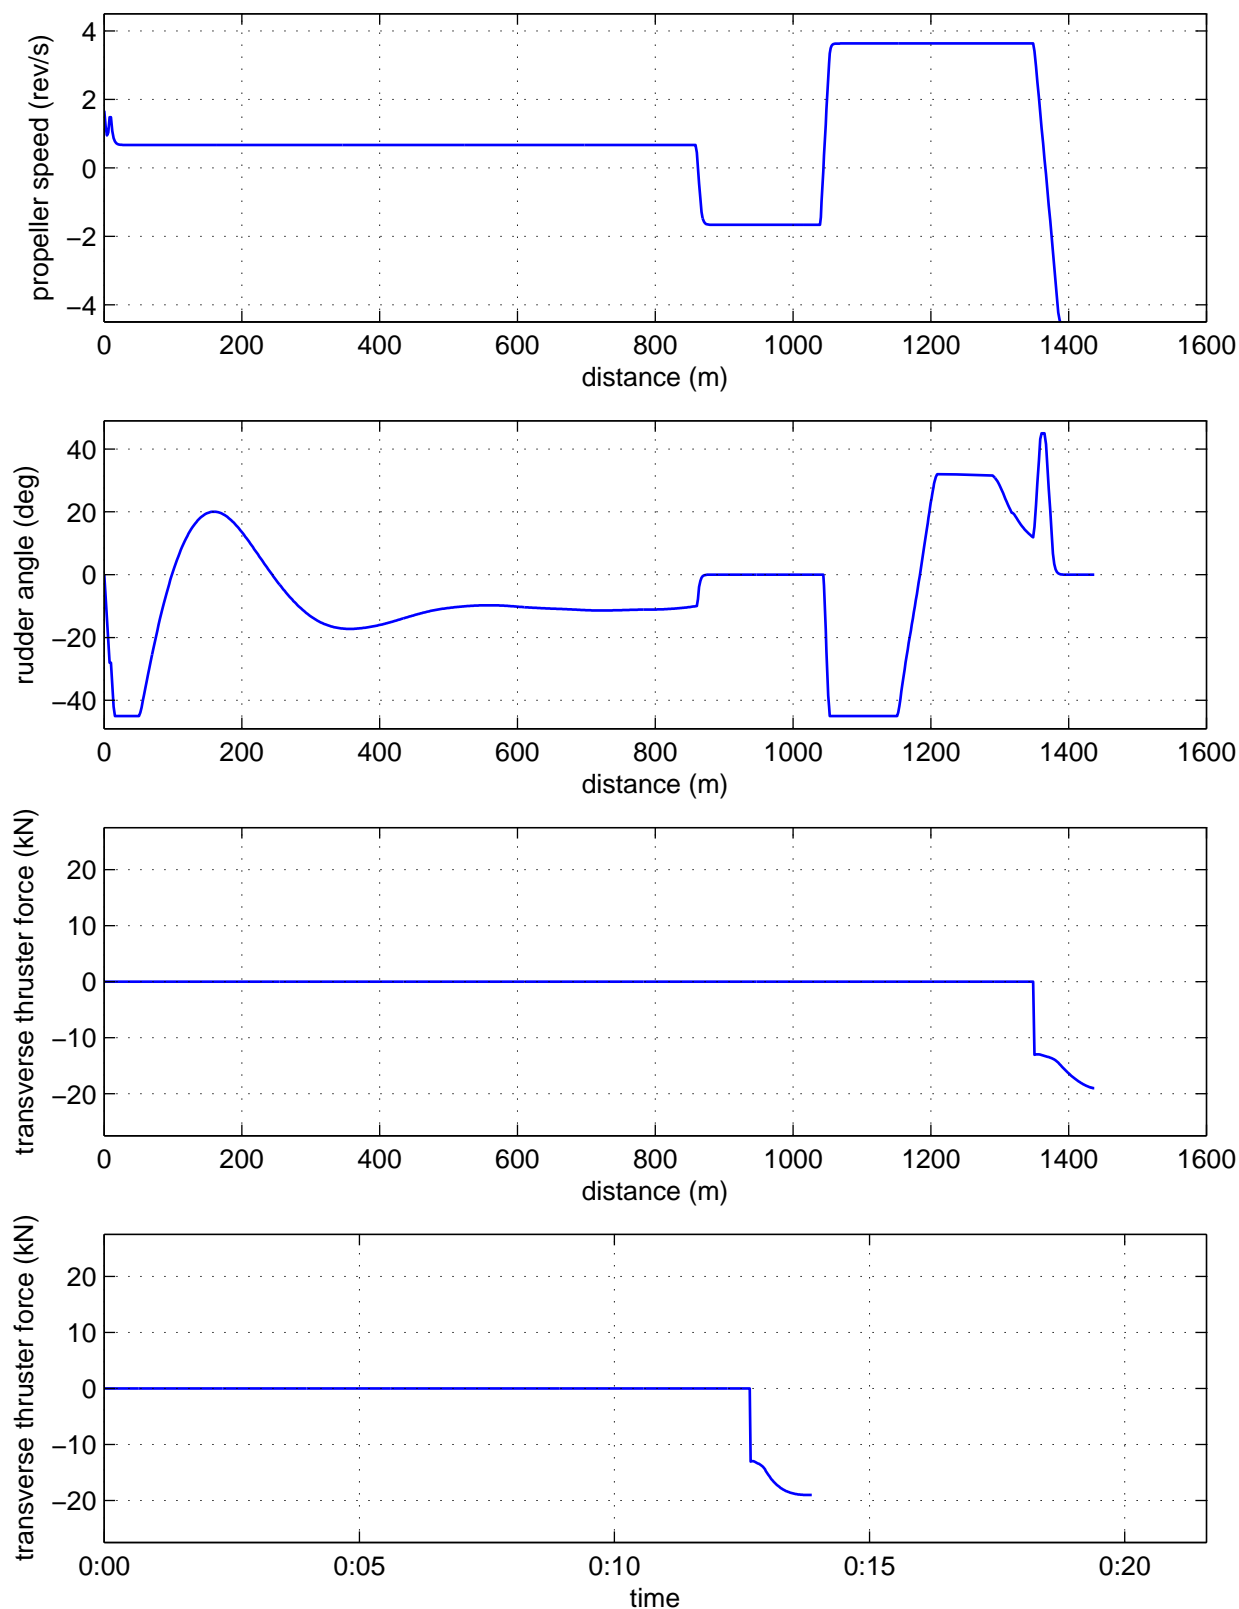 propeller speed (rev/s)
4
2
0
−2
−4
0 200 400 600 800 1000 1200 1400 1600
distance (m)
rudder angle (deg)
40
20
0
−20
−40
0 200 400 600 800 1000 1200 1400 1600
distance (m)
transverse thruster force (kN)
20
10
0
−10
−20
0 200 400 600 800 1000 1200 1400 1600
distance (m)
transverse thruster force (kN)
20
10
0
−10
−20
0:00 0:05 0:10 0:15 0:20
time